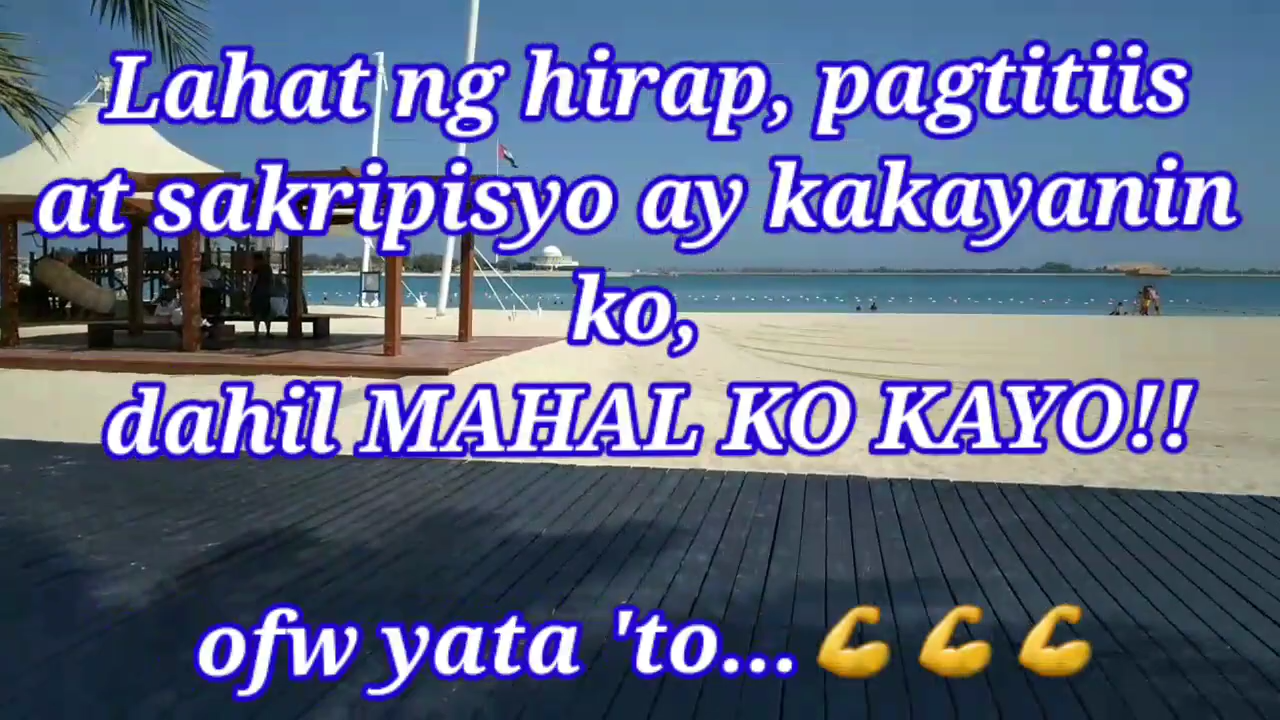 Lahat ng hirap, pagtitiis
at sakripisyo ay kakayanin
ko,
dahil MAHAL KO KAYO!!
ofw yata 'to...💪💪💪